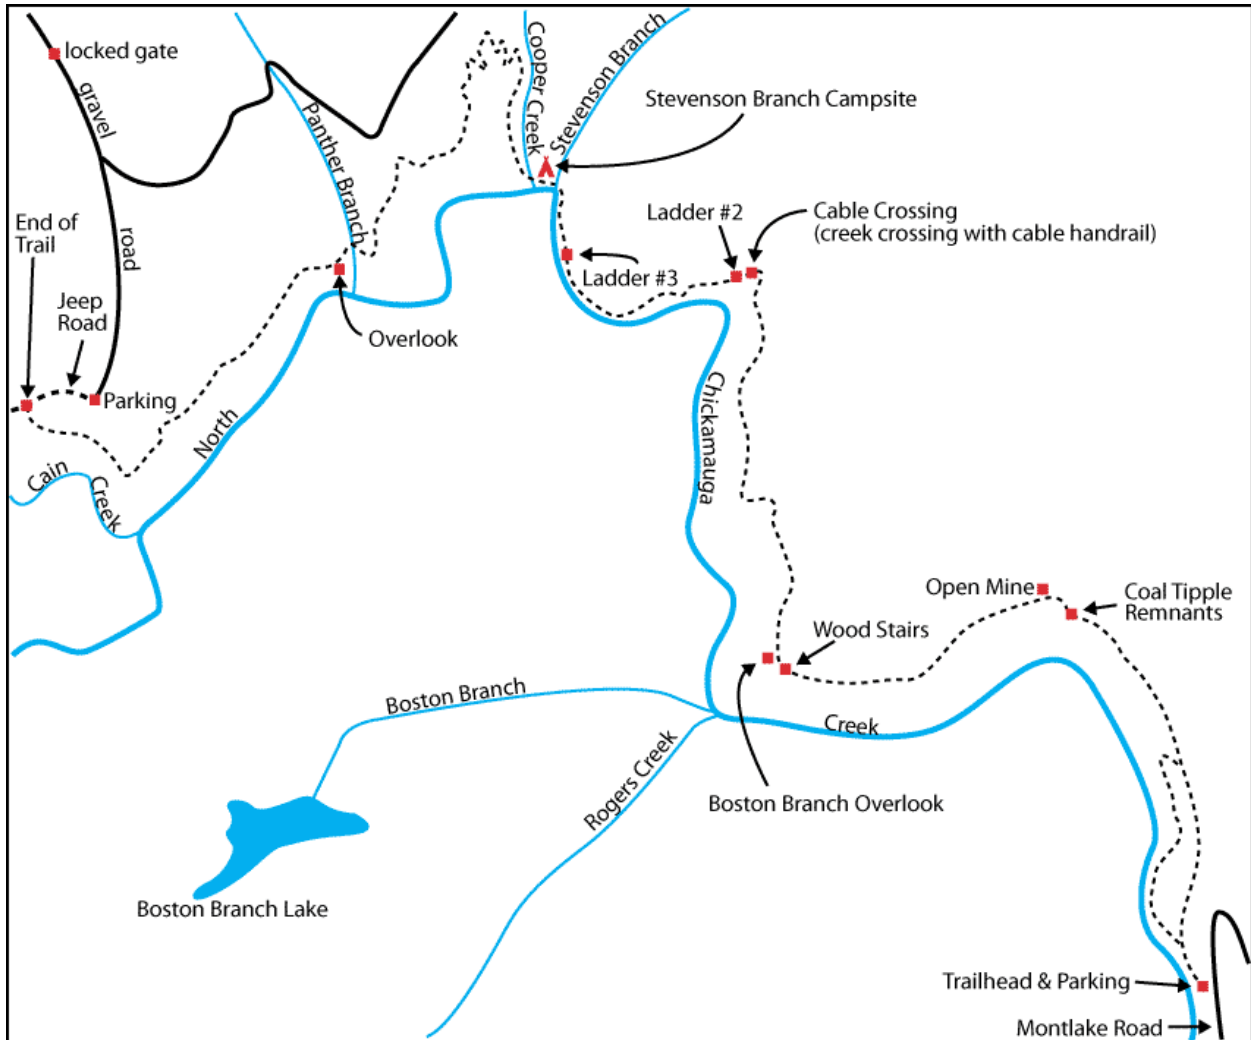 locked gate
gravel
road
Panther Branch
Cooper Creek
Stevenson Branch
Stevenson Branch Campsite
Ladder #2
Cable Crossing
(creek crossing with cable handrail)
Ladder #3
End of
Trail
Jeep
Road
Parking
Overlook
North
Chickamauga
Cain
Creek
Open Mine
Coal Tipple
Remnants
Wood Stairs
Boston Branch
Creek
Rogers Creek
Boston Branch Overlook
Boston Branch Lake
Trailhead & Parking
Montlake Road